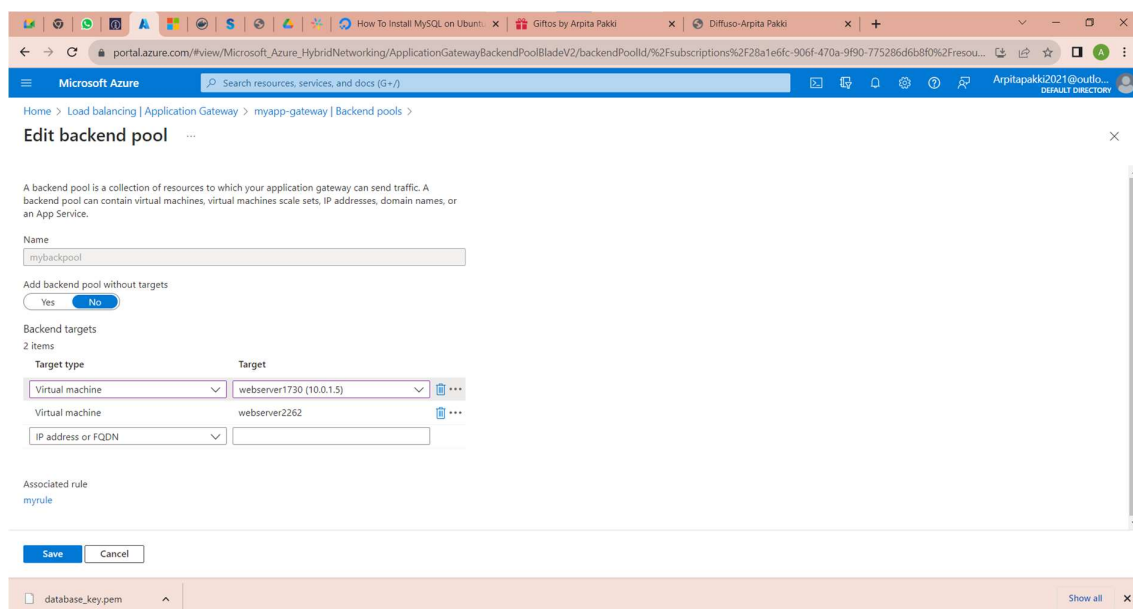 How To Install MySQL on Ubuntu
Giftos by Arpita Pakki
Diffuso-Arpita Pakki
portal.azure.com/#view/Microsoft_Azure_HybridNetworking/ApplicationGatewayBackendPoolBladeV2/backendPoolId/%2Fsubscriptions%2F28a1e6fc-906f-470a-9f90-775286d6b8f0%2Fresou...
A
Microsoft Azure
Search resources, services, and docs (G+/)
Arpitapakki2021@outlo...
DEFAULT DIRECTORY
Home > Load balancing | Application Gateway > myapp-gateway | Backend pools >
Edit backend pool ...
A backend pool is a collection of resources to which your application gateway can send traffic. A
backend pool can contain virtual machines, virtual machines scale sets, IP addresses, domain names, or
an App Service.
Name
mybackpool
Add backend pool without targets
Yes No
Backend targets
2 items
Target type Target
Virtual machine webserver1730 (10.0.1.5)
Virtual machine webserver2262
IP address or FQDN
Associated rule
myrule
Save Cancel
database_key.pem Show all